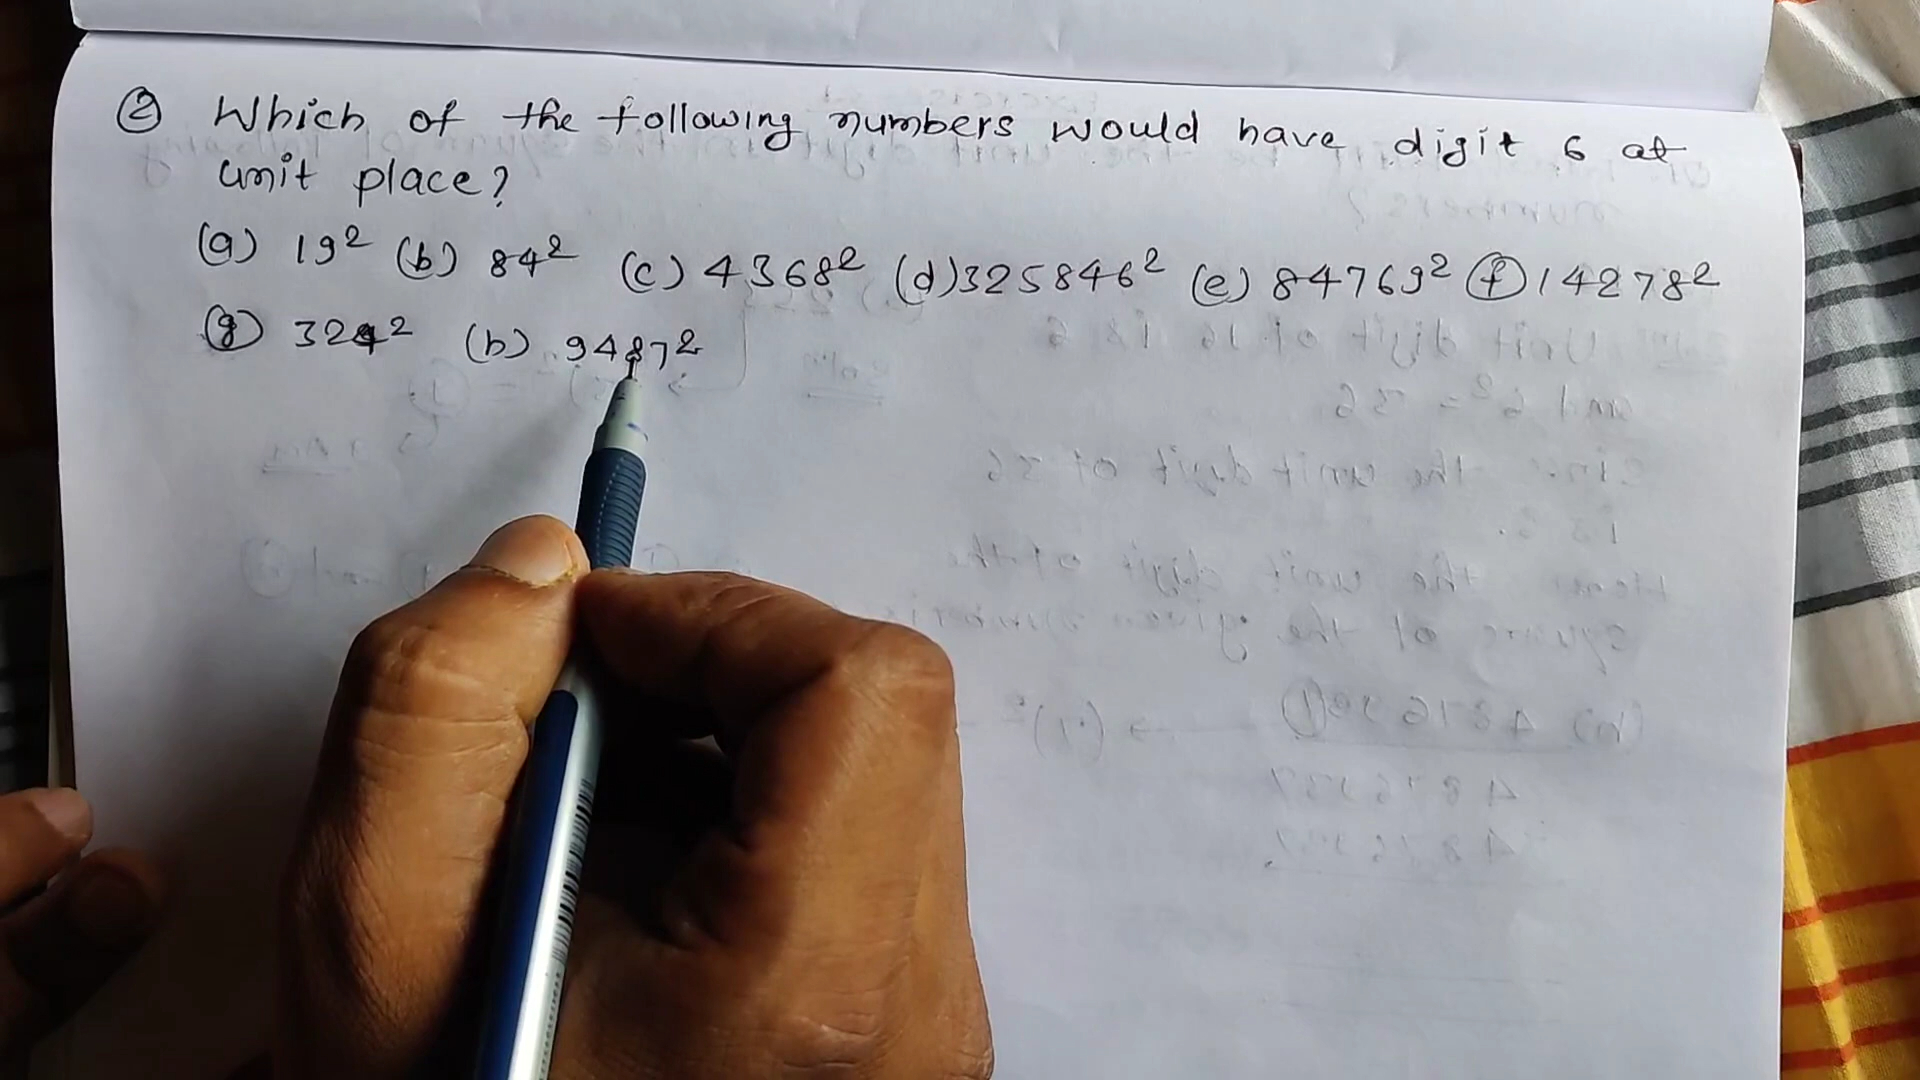 ② Which of the following numbers would have digit 6 at
unit place?
(a) 19² (b) 84² (c) 4368² (d) 325846² (e) 84769² (f) 14278²
(g) 324² (h) 9487²